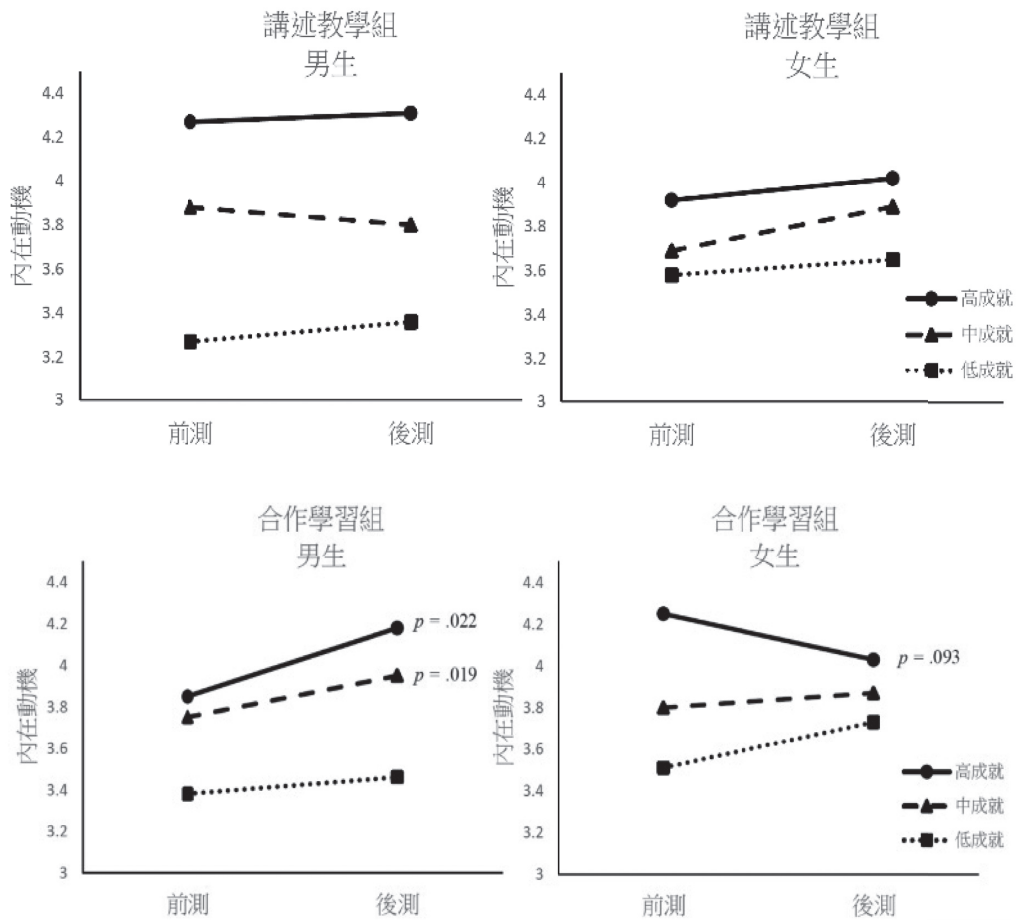 講述教學組
男生
內在動機
4.4
4.2
4
3.8
3.6
3.4
3.2
3
前測
後測
講述教學組
女生
內在動機
4.4
4.2
4
3.8
3.6
3.4
3.2
3
前測
後測
高成就
中成就
低成就
合作學習組
男生
內在動機
4.4
4.2
4
3.8
3.6
3.4
3.2
3
p = .022
p = .019
前測
後測
合作學習組
女生
內在動機
4.4
4.2
4
3.8
3.6
3.4
3.2
3
p = .093
前測
後測
高成就
中成就
低成就